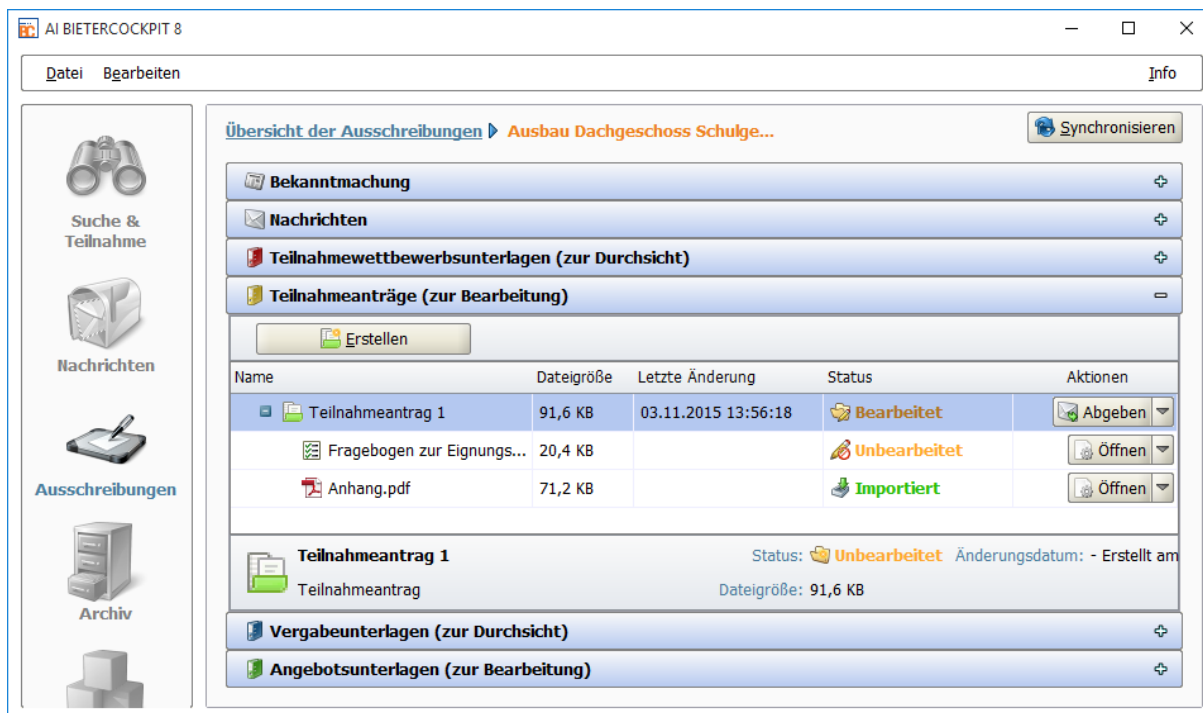 AI BIETERCOCKPIT 8
Datei Bearbeiten Info
Übersicht der Ausschreibungen Ausbau Dachgeschoss Schulge... Synchronisieren
Suche &
Teilnahme
Nachrichten
Ausschreibungen
Archiv
Bekanntmachung
Nachrichten
Teilnahmewettbewerbsunterlagen (zur Durchsicht)
Teilnahmeanträge (zur Bearbeitung)
Erstellen
Name Dateigröße Letzte Änderung Status Aktionen
Teilnahmeantrag 1 91,6 KB 03.11.2015 13:56:18 Bearbeitet Abgeben
Fragebogen zur Eignungs... 20,4 KB Unbearbeitet Öffnen
Anhang.pdf 71,2 KB Importiert Öffnen
Teilnahmeantrag 1 Status: Unbearbeitet Änderungsdatum: - Erstellt am
Teilnahmeantrag Dateigröße: 91,6 KB
Vergabeunterlagen (zur Durchsicht)
Angebotsunterlagen (zur Bearbeitung)